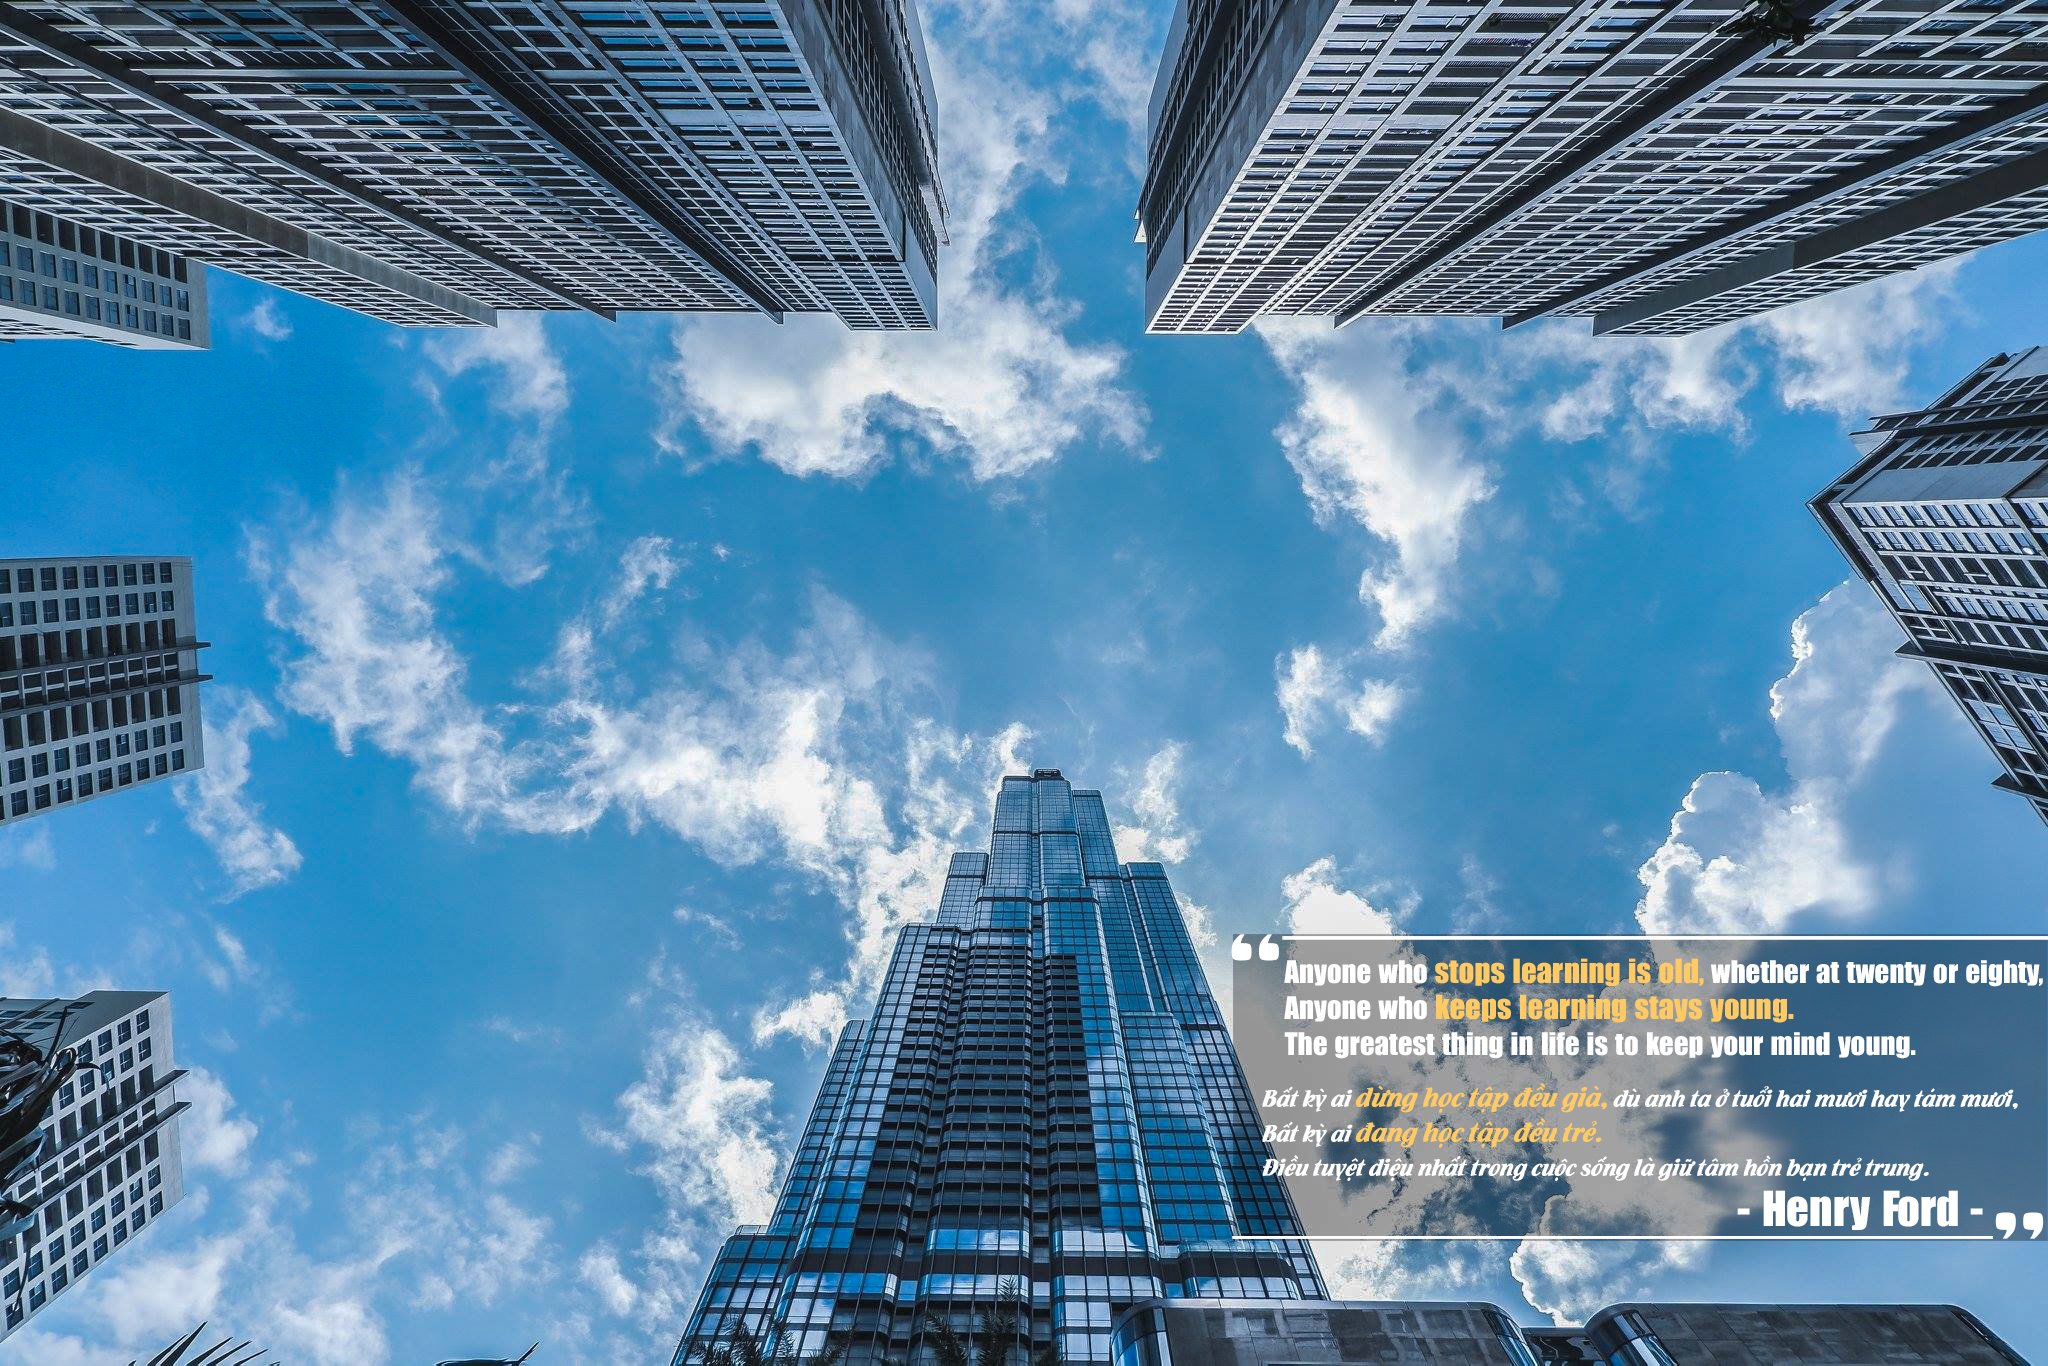 Anyone who stops learning is old, whether at twenty or eighty,
Anyone who keeps learning stays young.
The greatest thing in life is to keep your mind young.
Bất kỳ ai dừng học tập đều già, dù anh ta ở tuổi hai mươi hay tám mươi,
Bất kỳ ai đang học tập đều trẻ.
Điều tuyệt diệu nhất trong cuộc sống là giữ tâm hồn bạn trẻ trung.
- Henry Ford -